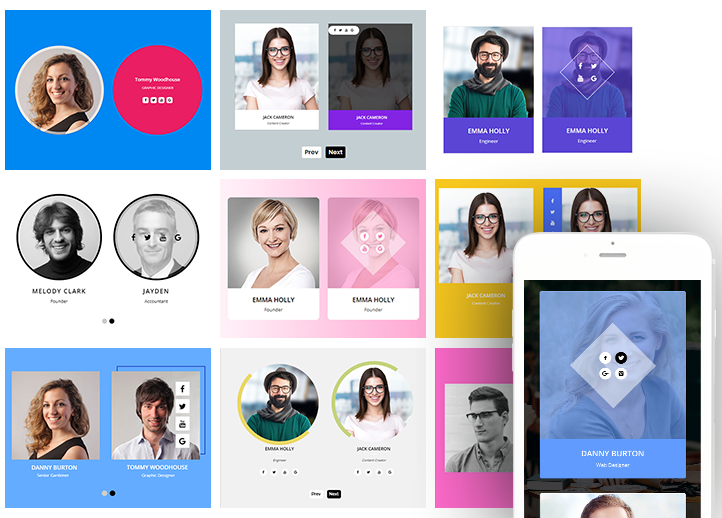 Tommy Woodhouse
GRAPHIC DESIGNER
JACK CAMERON
Content Creator
JACK CAMERON
Content Creator
Prev
Next
EMMA HOLLY
Engineer
EMMA HOLLY
Engineer
MELODY CLARK
Founder
JAYDEN
Accountant
EMMA HOLLY
Founder
EMMA HOLLY
Founder
JACK CAMERON
Content Creator
DANNY BURTON
Senior Gardener
TOMMY WOODHOUSE
Graphic Designer
EMMA HOLLY
Engineer
JACK CAMERON
Content Creator
Prev
Next
DANNY BURTON
Web Designer